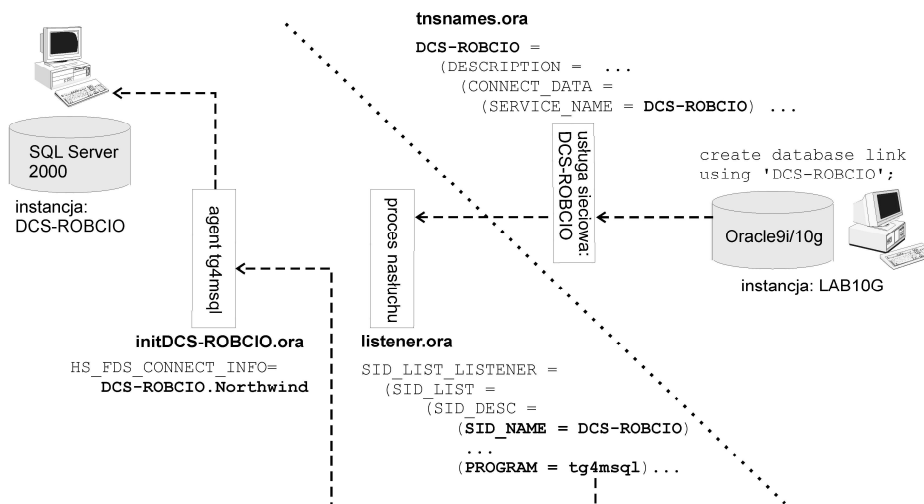 tnsnames.ora
DCS-ROBCIO =
(DESCRIPTION = ...
(CONNECT_DATA =
(SERVICE_NAME = DCS-ROBCIO) ...
SQL Server
2000
instancja:
DCS-ROBCIO
agent tg4msql
initDCS-ROBCIO.ora
HS_FDS_CONNECT_INFO=
DCS-ROBCIO.Northwind
proces nasłuchu
listener.ora
SID_LIST_LISTENER =
(SID_LIST =
(SID_DESC =
(SID_NAME = DCS-ROBCIO)
...
(PROGRAM = tg4msql)...
usługa sieciowa:
DCS-ROBCIO
create database link
using 'DCS-ROBCIO';
Oracle9i/10g
instancja: LAB10G